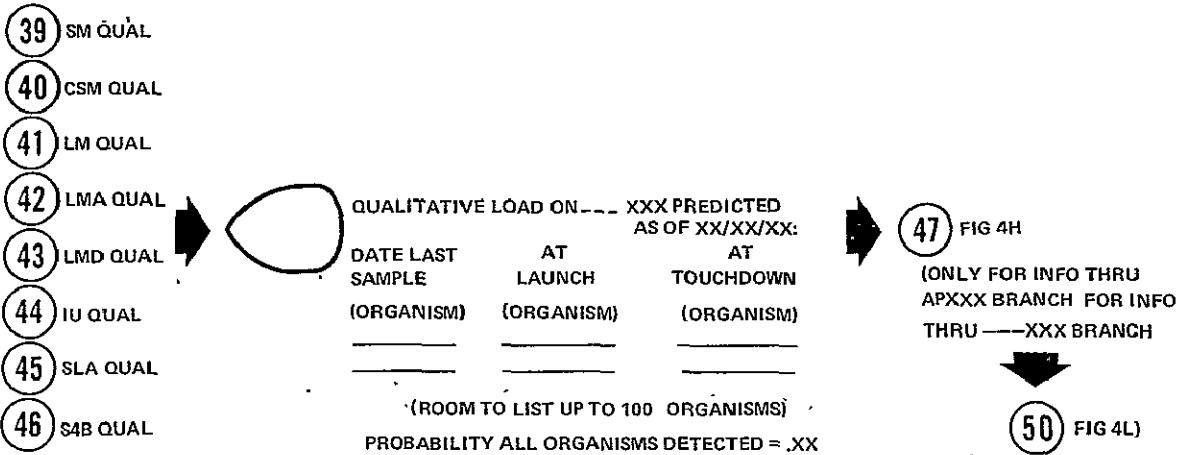 39 SM QUAL
40 CSM QUAL
41 LM QUAL
42 LMA QUAL
43 LMD QUAL
44 IU QUAL
45 SLA QUAL
46 S4B QUAL
QUALITATIVE LOAD ON--- XXX PREDICTED
AS OF XX/XX/XX:
DATE LAST AT AT
SAMPLE LAUNCH TOUCHDOWN
(ORGANISM) (ORGANISM) (ORGANISM)
(ROOM TO LIST UP TO 100 ORGANISMS)
PROBABILITY ALL ORGANISMS DETECTED = .XX
47 FIG 4H
(ONLY FOR INFO THRU
APXXX BRANCH FOR INFO
THRU ---XXX BRANCH
50 FIG 4L)